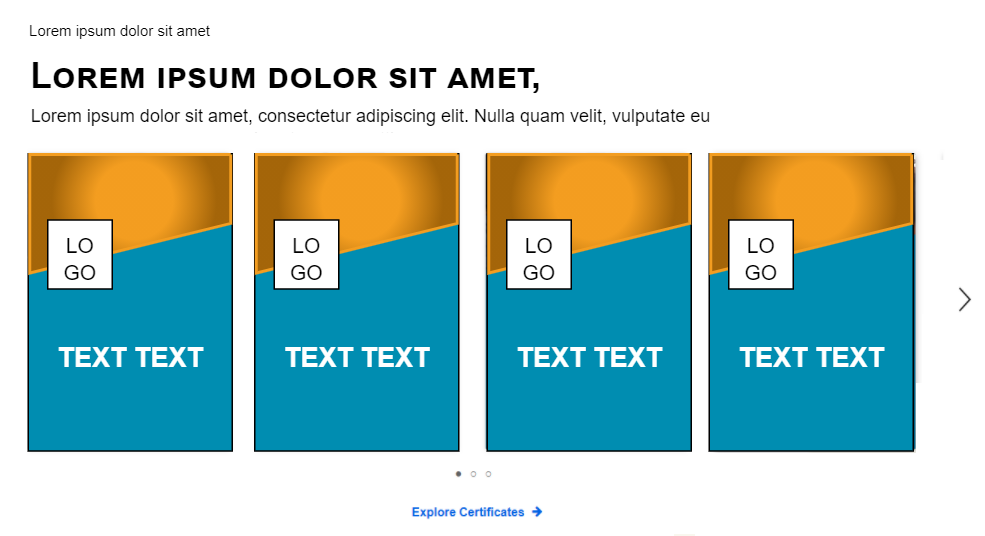 Lorem ipsum dolor sit amet
LOREM IPSUM DOLOR SIT AMET,
Lorem ipsum dolor sit amet, consectetur adipiscing elit. Nulla quam velit, vulputate eu
LO
GO
TEXT TEXT
LO
GO
TEXT TEXT
LO
GO
TEXT TEXT
LO
GO
TEXT TEXT
Explore Certificates →